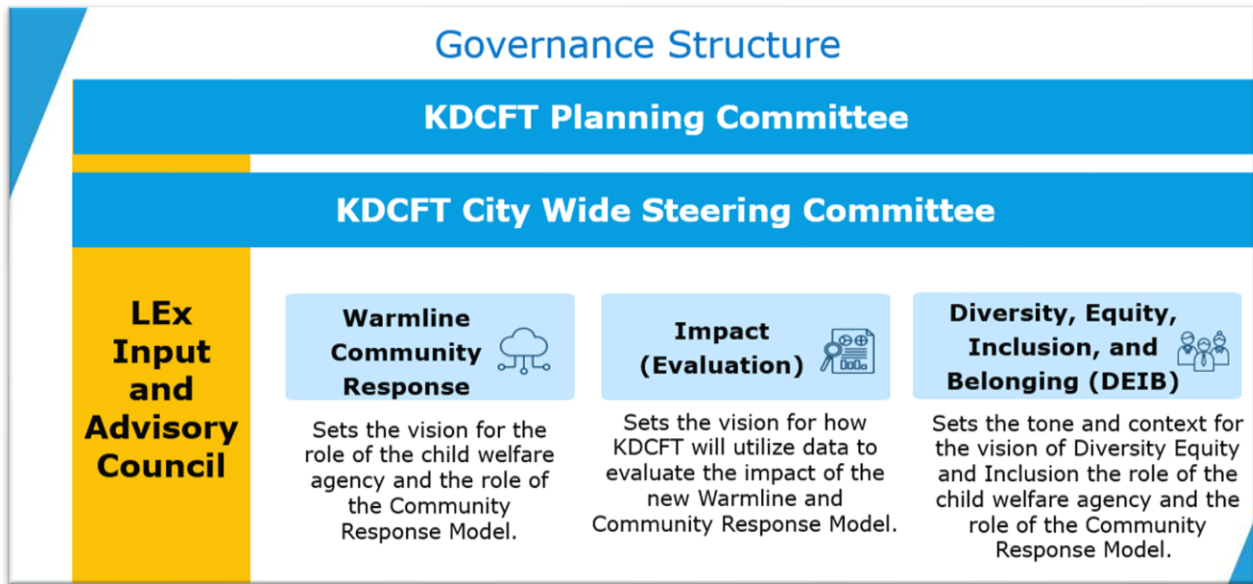 Governance Structure
KDCFT Planning Committee
KDCFT City Wide Steering Committee
LEx
Input
and
Advisory
Council
Warmline
Community
Response
Sets the vision for the
role of the child welfare
agency and the role of
the Community
Response Model.
Impact
(Evaluation)
Sets the vision for how
KDCFT will utilize data to
evaluate the impact of the
new Warmline and
Community Response Model.
Diversity, Equity,
Inclusion, and
Belonging (DEIB)
Sets the tone and context for
the vision of Diversity Equity
and Inclusion the role of the
child welfare agency and the
role of the Community
Response Model.